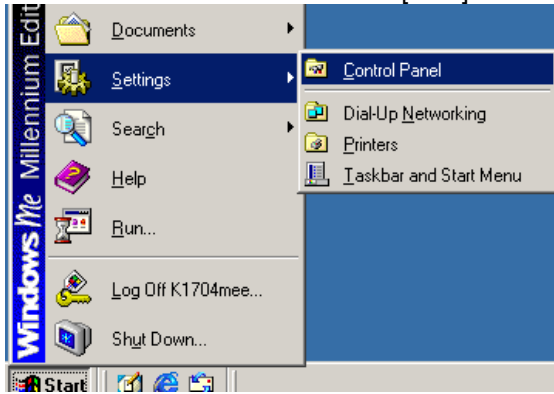 Documents
Settings
Search
Help
Run...
Log Off K1704mee...
Shut Down...
Control Panel
Dial-Up Networking
Printers
Taskbar and Start Menu
Windows Me Millennium Edit
Start